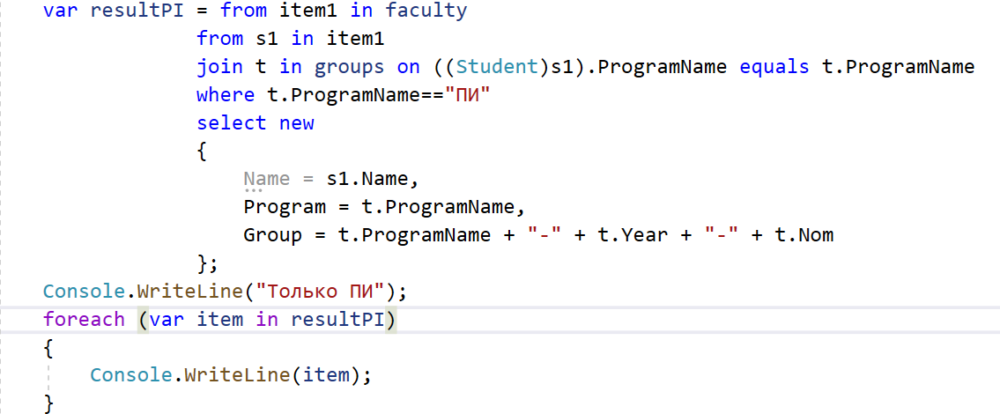 var resultPI = from item1 in faculty
from s1 in item1
join t in groups on ((Student)s1).ProgramName equals t.ProgramName
where t.ProgramName=="ПИ"
select new
{
Name = s1.Name,
Program = t.ProgramName,
Group = t.ProgramName + "-" + t.Year + "-" + t.Nom
};
Console.WriteLine("Только ПИ");
foreach (var item in resultPI)
{
Console.WriteLine(item);
}